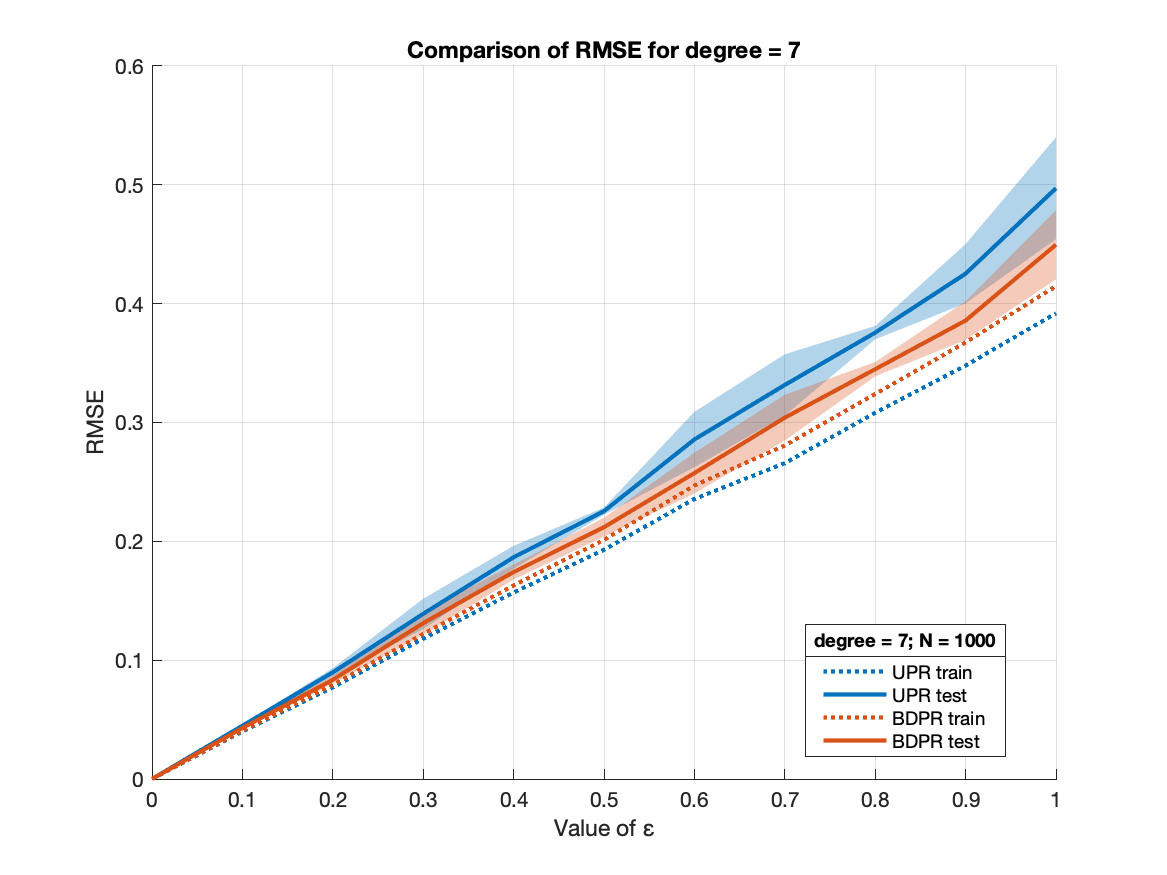 Comparison of RMSE for degree = 7
0.6
0.5
0.4
0.3
0.2
0.1
0
RMSE
0 0.1 0.2 0.3 0.4 0.5 0.6 0.7 0.8 0.9 1
Value of ε
degree = 7; N = 1000
UPR train
UPR test
BDPR train
BDPR test